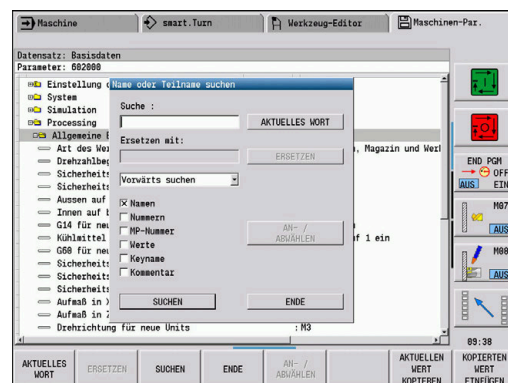 Maschine
smart.Turn
Werkzeug-Editor
Maschinen-Par.
Datensatz: Basisdaten
Parameter: 602000
Einstellung
Name oder Teilname suchen
System
Simulation
Processing
Allgemeine
Art des
, Magazin und
Drehzahlbeg
Sicherheits
Sicherheits
Aussen auf
Innen auf
G14 für neu
Kühlmittel
uf 1 ein
G60 für neu
Sicherheits
Sicherheits
Sicherheits
Aufmaß in
Aufmaß in
Drehrichtung für neue Units : M3
Suche :
AKTUELLES WORT
Ersetzen mit:
ERSETZEN
Vorwärts suchen
Namen
Nummern
MP-Nummer
Werte
Keyname
Kommentar
AN- /
ABWÄHLEN
SUCHEN
ENDE
END PGM
OFF
AUS EIN
M07
AUS
M08
AUS
09:38
AKTUELLES
WORT
ERSETZEN
SUCHEN
ENDE
AN- /
ABWÄHLEN
AKTUELLEN
WERT
KOPIEREN
KOPIERTEN
WERT
EINFÜGEN